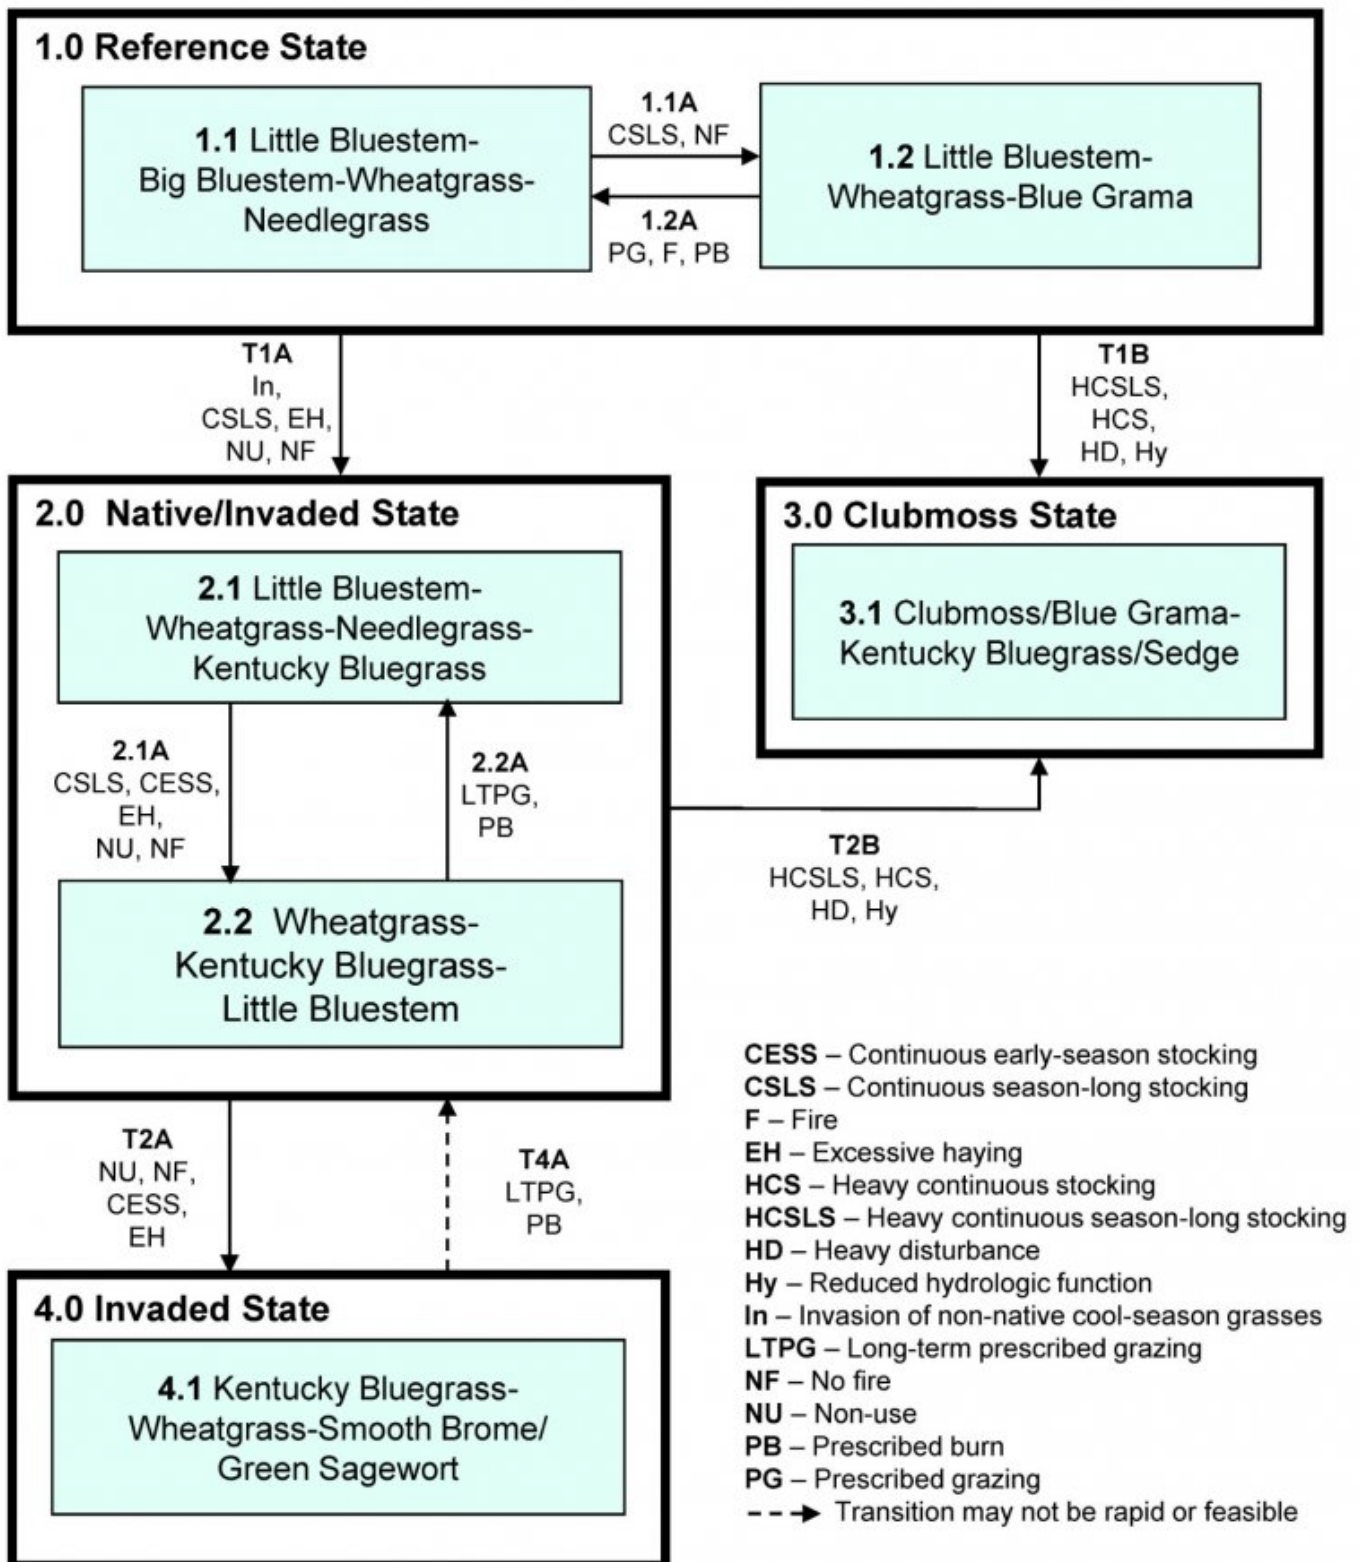 1.0 Reference State
1.1 Little Bluestem-
Big Bluestem-Wheatgrass-
Needlegrass
1.1A
CSLS, NF
1.2A
PG, F, PB
1.2 Little Bluestem-
Wheatgrass-Blue Grama
T1A
In,
CSLS, EH,
NU, NF
T1B
HCSLS,
HCS,
HD, Hy
2.0 Native/Invaded State
2.1 Little Bluestem-
Wheatgrass-Needlegrass-
Kentucky Bluegrass
2.1A
CSLS, CESS,
EH,
NU, NF
2.2A
LTPG,
PB
2.2 Wheatgrass-
Kentucky Bluegrass-
Little Bluestem
3.0 Clubmoss State
3.1 Clubmoss/Blue Grama-
Kentucky Bluegrass/Sedge
T2B
HCSLS, HCS,
HD, Hy
T2A
NU, NF,
CESS,
EH
T4A
LTPG,
PB
4.0 Invaded State
4.1 Kentucky Bluegrass-
Wheatgrass-Smooth Brome/
Green Sagewort
CESS – Continuous early-season stocking
CSLS – Continuous season-long stocking
F – Fire
EH – Excessive haying
HCS – Heavy continuous stocking
HCSLS – Heavy continuous season-long stocking
HD – Heavy disturbance
Hy – Reduced hydrologic function
In – Invasion of non-native cool-season grasses
LTPG – Long-term prescribed grazing
NF – No fire
NU – Non-use
PB – Prescribed burn
PG – Prescribed grazing
Transition may not be rapid or feasible